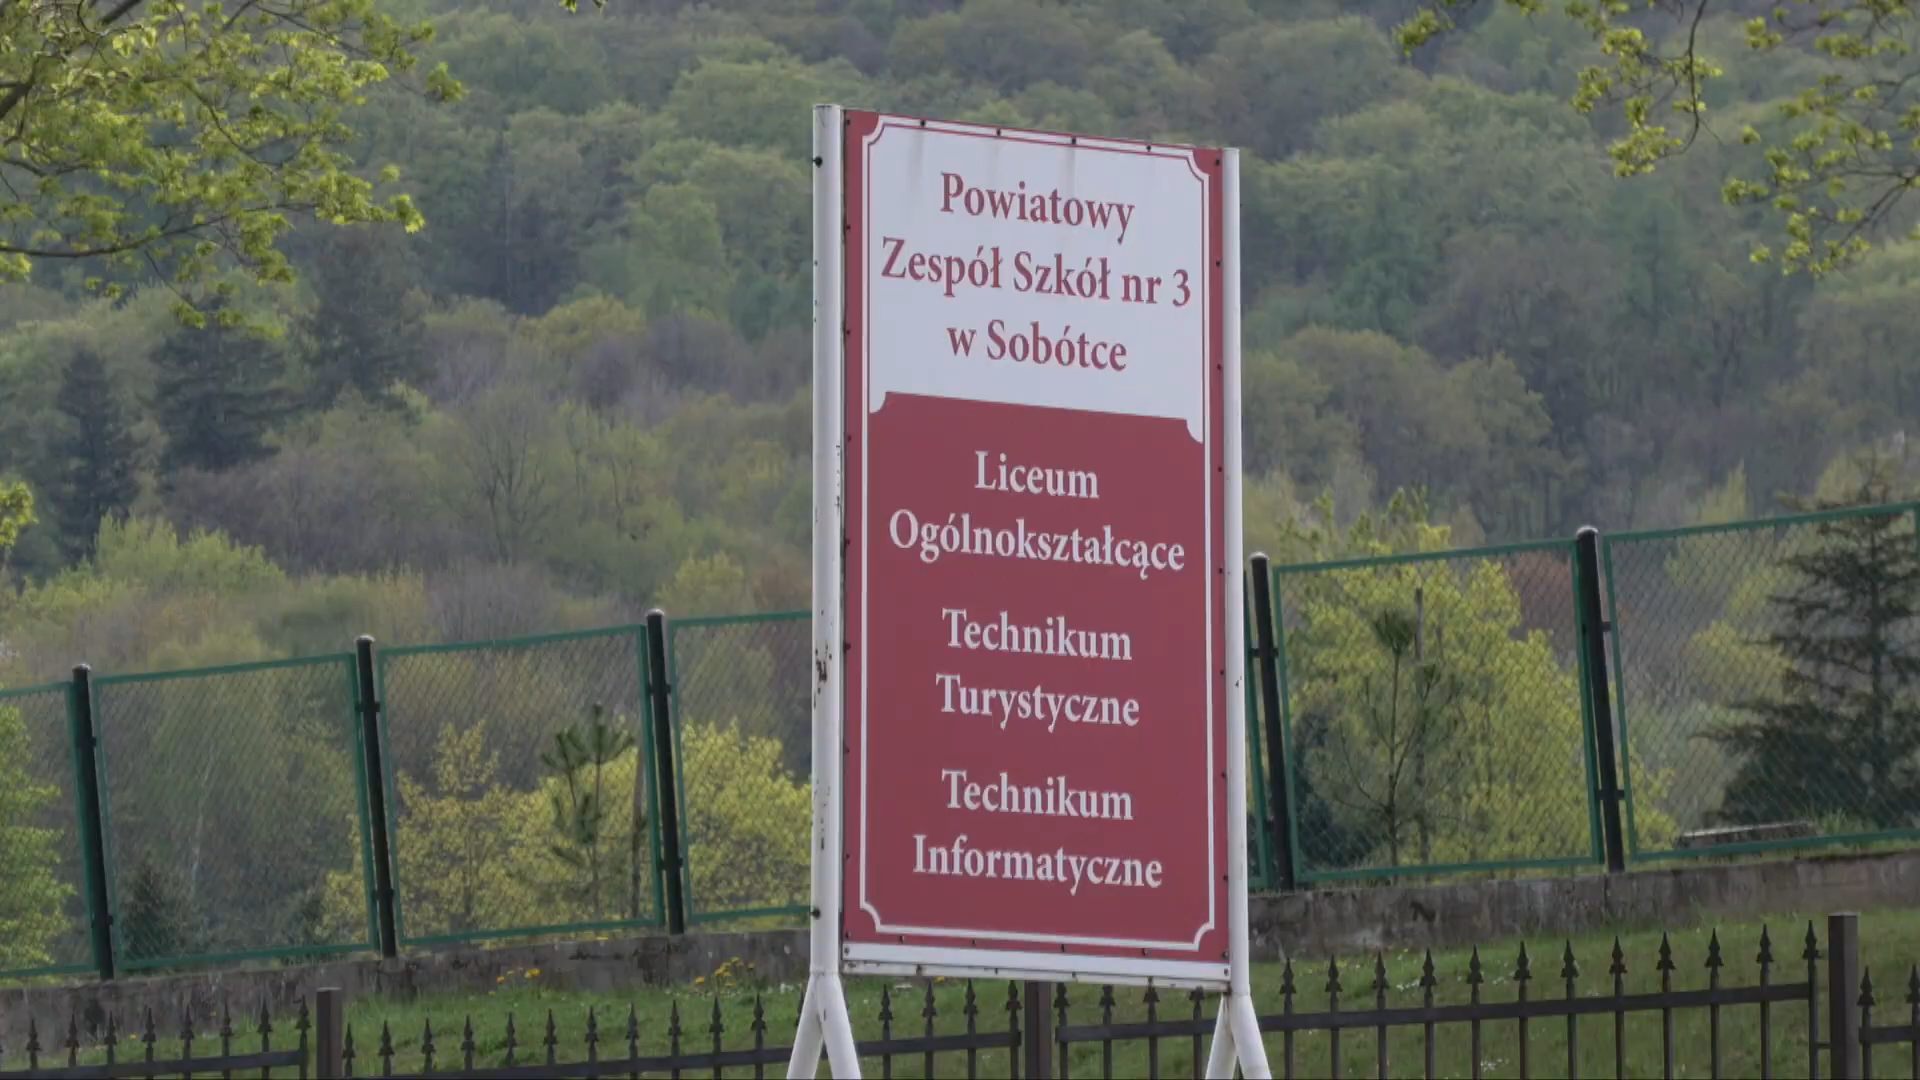 Powiatowy
Zespół Szkół nr 3
w Sobótce
Liceum
Ogólnokształcące
Technikum
Turystyczne
Technikum
Informatyczne